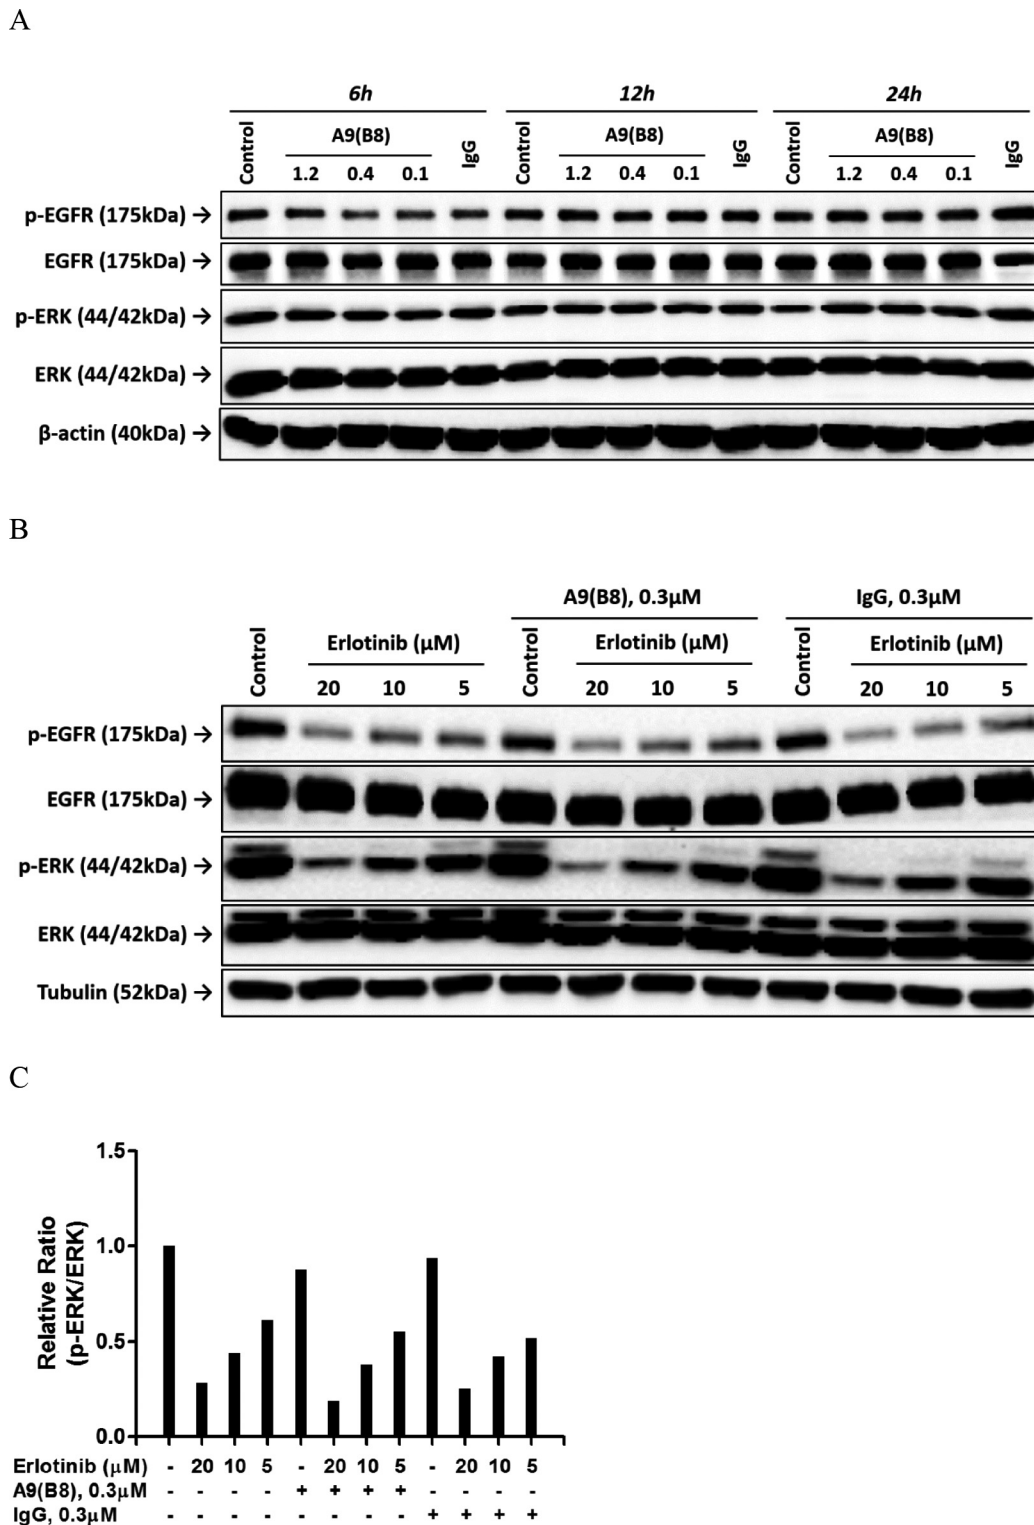 A
6h 12h 24h
Control A9(B8) IgG Control A9(B8) IgG Control A9(B8) IgG
1.2 0.4 0.1 1.2 0.4 0.1 1.2 0.4 0.1
p-EGFR (175kDa) →
EGFR (175kDa) →
p-ERK (44/42kDa) →
ERK (44/42kDa) →
β-actin (40kDa) →
B
A9(B8), 0.3μM IgG, 0.3μM
Control Erlotinib (μM) Control Erlotinib (μM) Control Erlotinib (μM)
20 10 5 20 10 5 20 10 5
p-EGFR (175kDa) →
EGFR (175kDa) →
p-ERK (44/42kDa) →
ERK (44/42kDa) →
Tubulin (52kDa) →
C
Relative Ratio
(p-ERK/ERK)
1.5
1.0
0.5
0.0
Erlotinib (μM) - 20 10 5 - 20 10 5 - 20 10 5
A9(B8), 0.3μM - - - - + + + + - - - -
IgG, 0.3μM - - - - - - - - + + + +